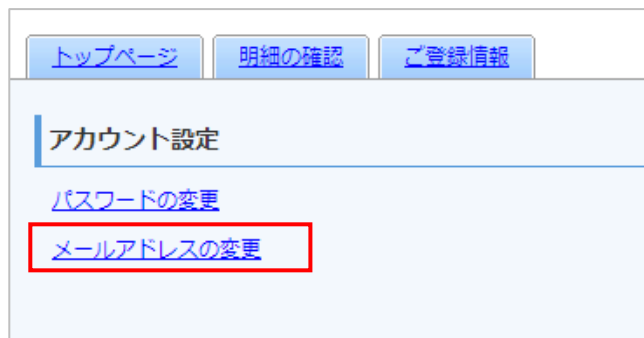 トップページ 明細の確認 ご登録情報
アカウント設定
パスワードの変更
メールアドレスの変更